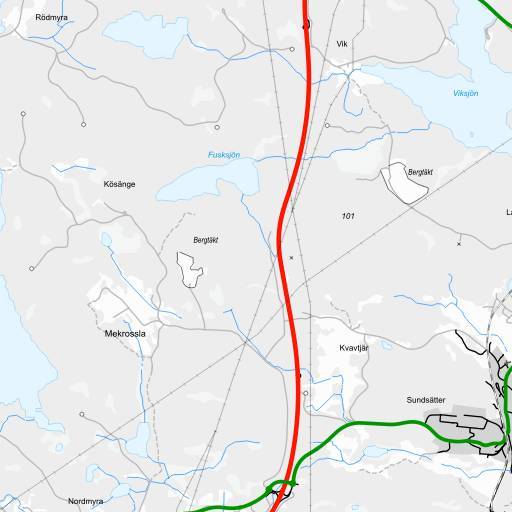 Rödmyra
Vik
Viksjön
Fusksjön
Bergtäkt
Kösänge
101
Bergtäkt
Mekrossla
Kvavtjär
Sundsätter
Nordmyra